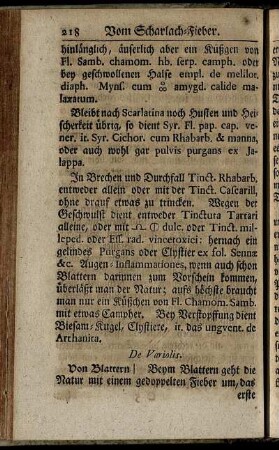 218 Vom Scharlach-Fieber.
hinlänglich, äuserlich aber ein Küßgen von
Fl. Samb. chamom. hb. serp. camph. oder
bey geschwollenen Halse empl. de melilot.
diaph. Myns. cum amygd. calide ma-
laxatum.
Bleibt nach Scarlatina noch Husten und Hei-
scherkeit übrig, so dient Syr. fl. pap. cap. ve-
ner. it. Syr. Cichor. cum Rhabarb. & manna,
oder auch wohl gar pulvis purgans ex Ja-
lappa.
In Brechen und Durchfall Tinct. Rhabarb.
entweder allein oder mit der Tinct. Cascarill,
ohne drauf etwas zu trincken. Wegen der
Geschwulst dient entweder Tinctura Tartari
alleine, oder mit dulc. oder Tinct. mil-
leped. oder Ess. rad. vincetoxici: hernach ein
gelindes Purgans oder Clystier ex fol. Sennæ
&c. Augen-Inflammationes, wenn auch schon
Blattern darinnen zum Vorschein kommen,
überläst man der Natur; aufs höchste braucht
man nur ein Küßchen von Fl. Chamom. Samb.
mit etwas Campher. Bey Verstopffung dient
Biesam-Kugel, Clystiere, it. das ungvent. de
Arthanita.
De Variolis.
Von Blattern! Beym Blattern geht die
Natur mit einem gedoppelten Fieber um, das
erste